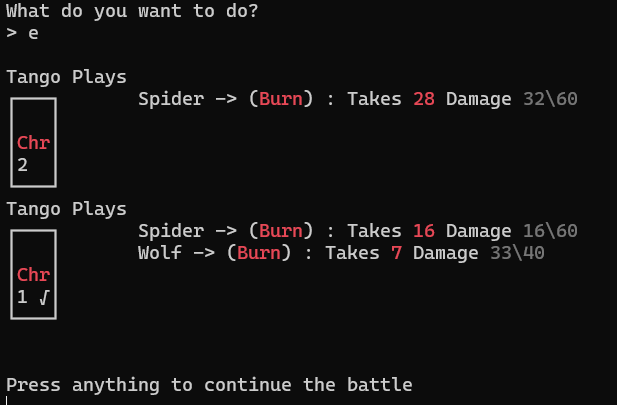 What do you want to do?
> e
Tango Plays
Spider -> (Burn) : Takes 28 Damage 32\60
Chr
2
Tango Plays
Spider -> (Burn) : Takes 16 Damage 16\60
Wolf -> (Burn) : Takes 7 Damage 33\40
Chr
1 √
Press anything to continue the battle